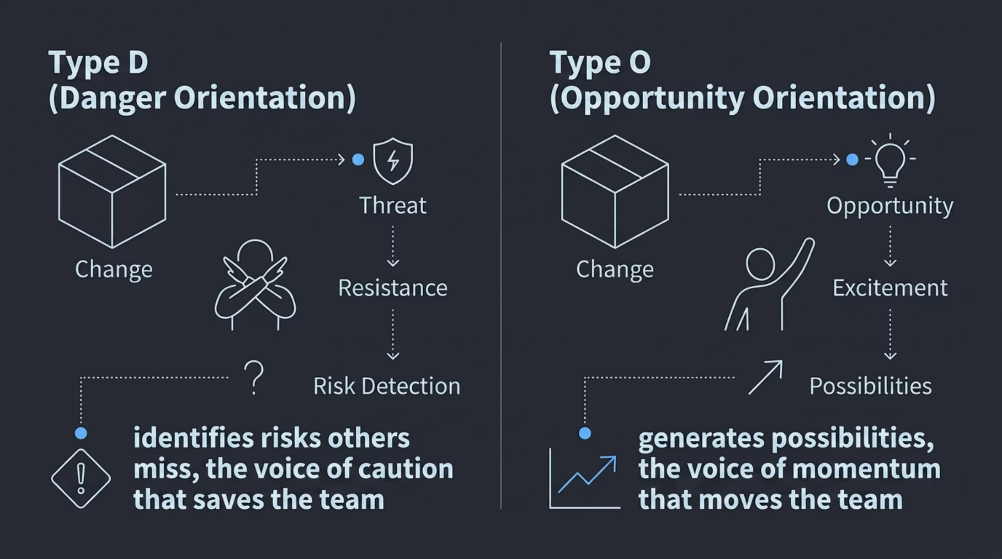 Type D
(Danger Orientation)
Change
Threat
Resistance
?
Risk Detection
!
identifies risks others
miss, the voice of caution
that saves the team
Type O
(Opportunity Orientation)
Change
Opportunity
Excitement
Possibilities
generates possibilities,
the voice of momentum
that moves the team